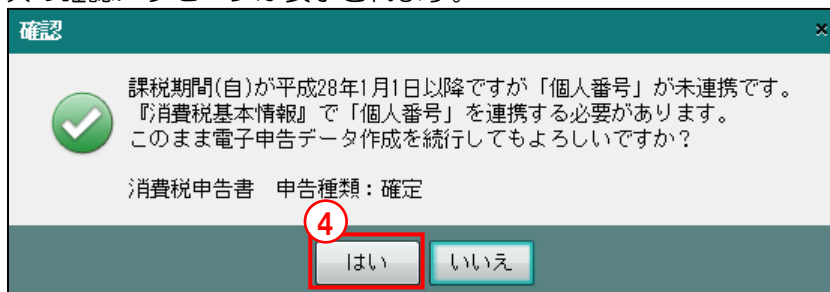 確認
課税期間(自)が平成28年1月1日以降ですが「個人番号」が未連携です。
『消費税基本情報』で「個人番号」を連携する必要があります。
このまま電子申告データ作成を続行してもよろしいですか？
消費税申告書　申告種類：確定
④
はい　いいえ